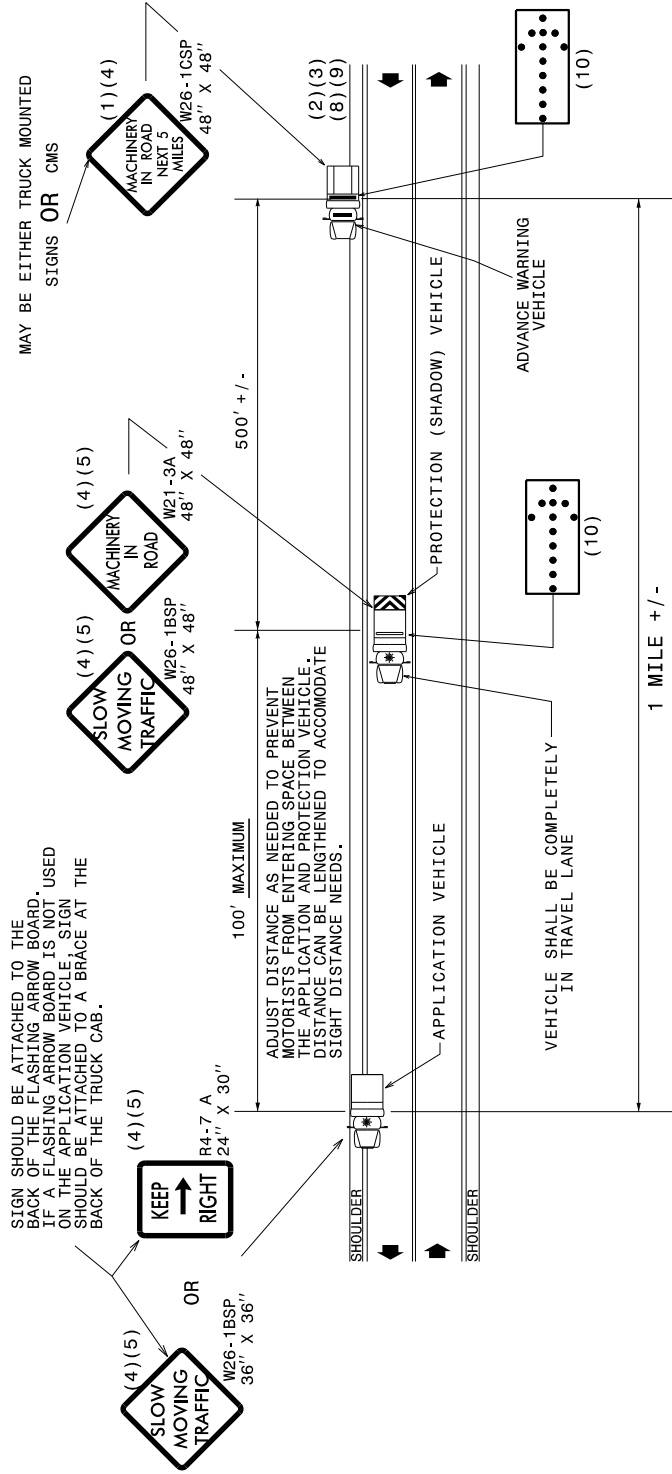 SIGN SHOULD BE ATTACHED TO THE
BACK OF THE FLASHING ARROW BOARD.
IF A FLASHING ARROW BOARD IS NOT USED
ON THE APPLICATION VEHICLE, SIGN
SHOULD BE ATTACHED TO A BRACE AT THE
BACK OF THE TRUCK CAB.
(4)(5)
SLOW
MOVING
TRAFFIC
W26-1BSP
36" X 36"
OR
(4)(5)
KEEP
RIGHT
R4-7 A
24" X 30"
(4)(5)
SLOW
MOVING
TRAFFIC
W26-1BSP
48" X 48"
OR
(4)(5)
MACHINERY
IN
ROAD
W21-3A
48" X 48"
MAY BE EITHER TRUCK MOUNTED
SIGNS OR CMS
(1)(4)
MACHINERY
IN ROAD
NEXT 5
MILES
W26-1CSP
48" X 48"
100' MAXIMUM
500' +/-
ADJUST DISTANCE AS NEEDED TO PREVENT
MOTORISTS FROM ENTERING SPACE BETWEEN
THE APPLICATION AND PROTECTION VEHICLE.
DISTANCE CAN BE LENGTHENED TO ACCOMODATE
SIGHT DISTANCE NEEDS.
(2)(3)
(8)(9)
SHOULDER
SHOULDER
APPLICATION VEHICLE
PROTECTION (SHADOW) VEHICLE
ADVANCE WARNING
VEHICLE
VEHICLE SHALL BE COMPLETELY
IN TRAVEL LANE
(10)
(10)
1 MILE +/-